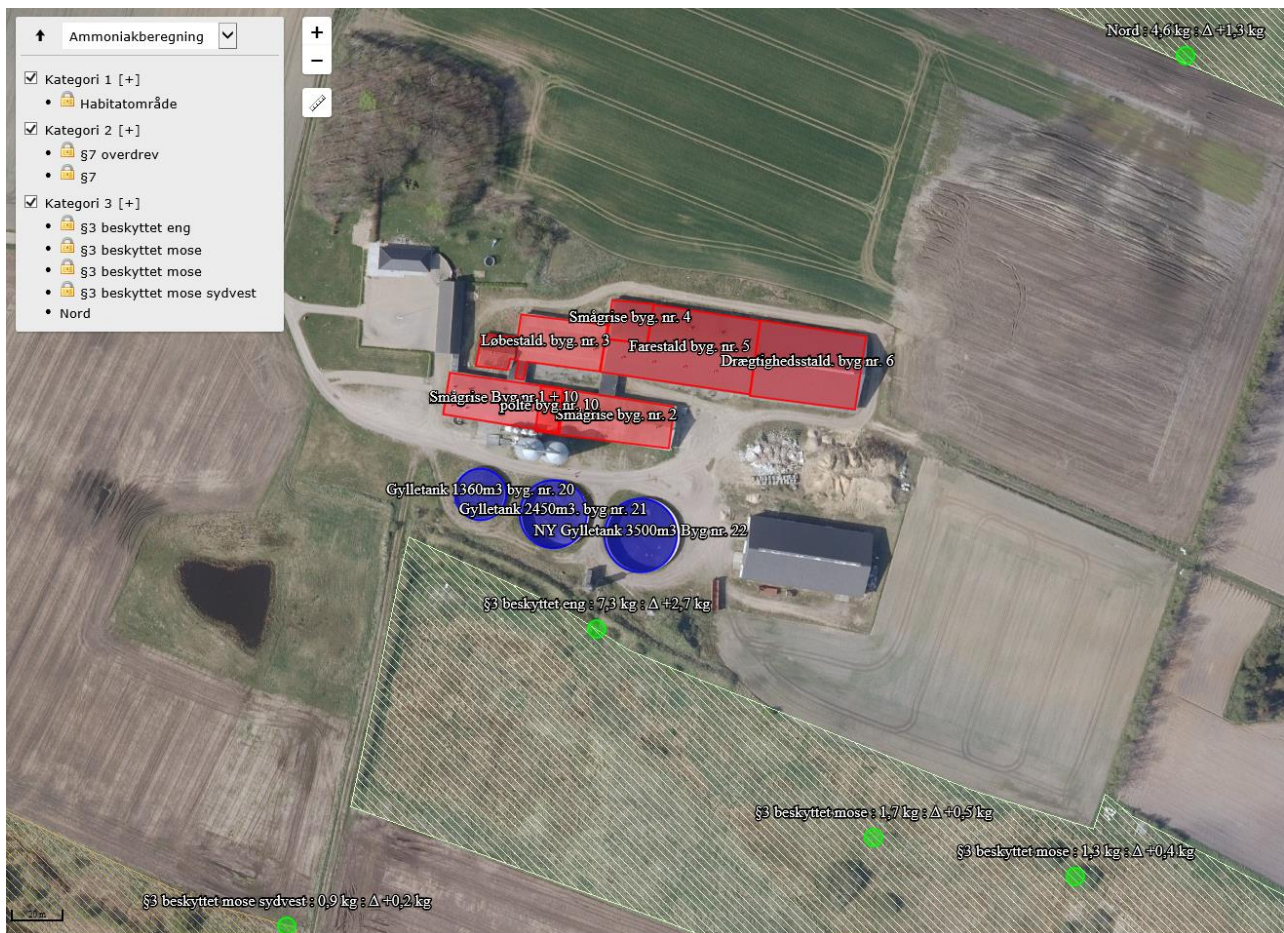 Ammoniakberegning
+
−
Kategori 1 [+]
Habitatområde
Kategori 2 [+]
§7 overdrev
§7
Kategori 3 [+]
§3 beskyttet eng
§3 beskyttet mose
§3 beskyttet mose
§3 beskyttet mose sydvest
Nord
Nord : 4,6 kg : Δ +1,3 kg
Smågrise byg. nr. 4
Løbestald. byg. nr. 3
Farestald byg. nr. 5
Drægtighedsstald. byg nr. 6
Smågrise Byg nr.1 + 10
polte byg nr. 10
Smågrise byg. nr. 2
Gylletank 1360m3 byg. nr. 20
Gylletank 2450m3. byg nr. 21
NY Gylletank 3500m3 Byg nr. 22
§3 beskyttet eng : 7,3 kg : Δ +2,7 kg
§3 beskyttet mose : 1,7 kg : Δ +0,5 kg
§3 beskyttet mose : 1,3 kg : Δ +0,4 kg
§3 beskyttet mose sydvest : 0,9 kg : Δ +0,2 kg
20 m